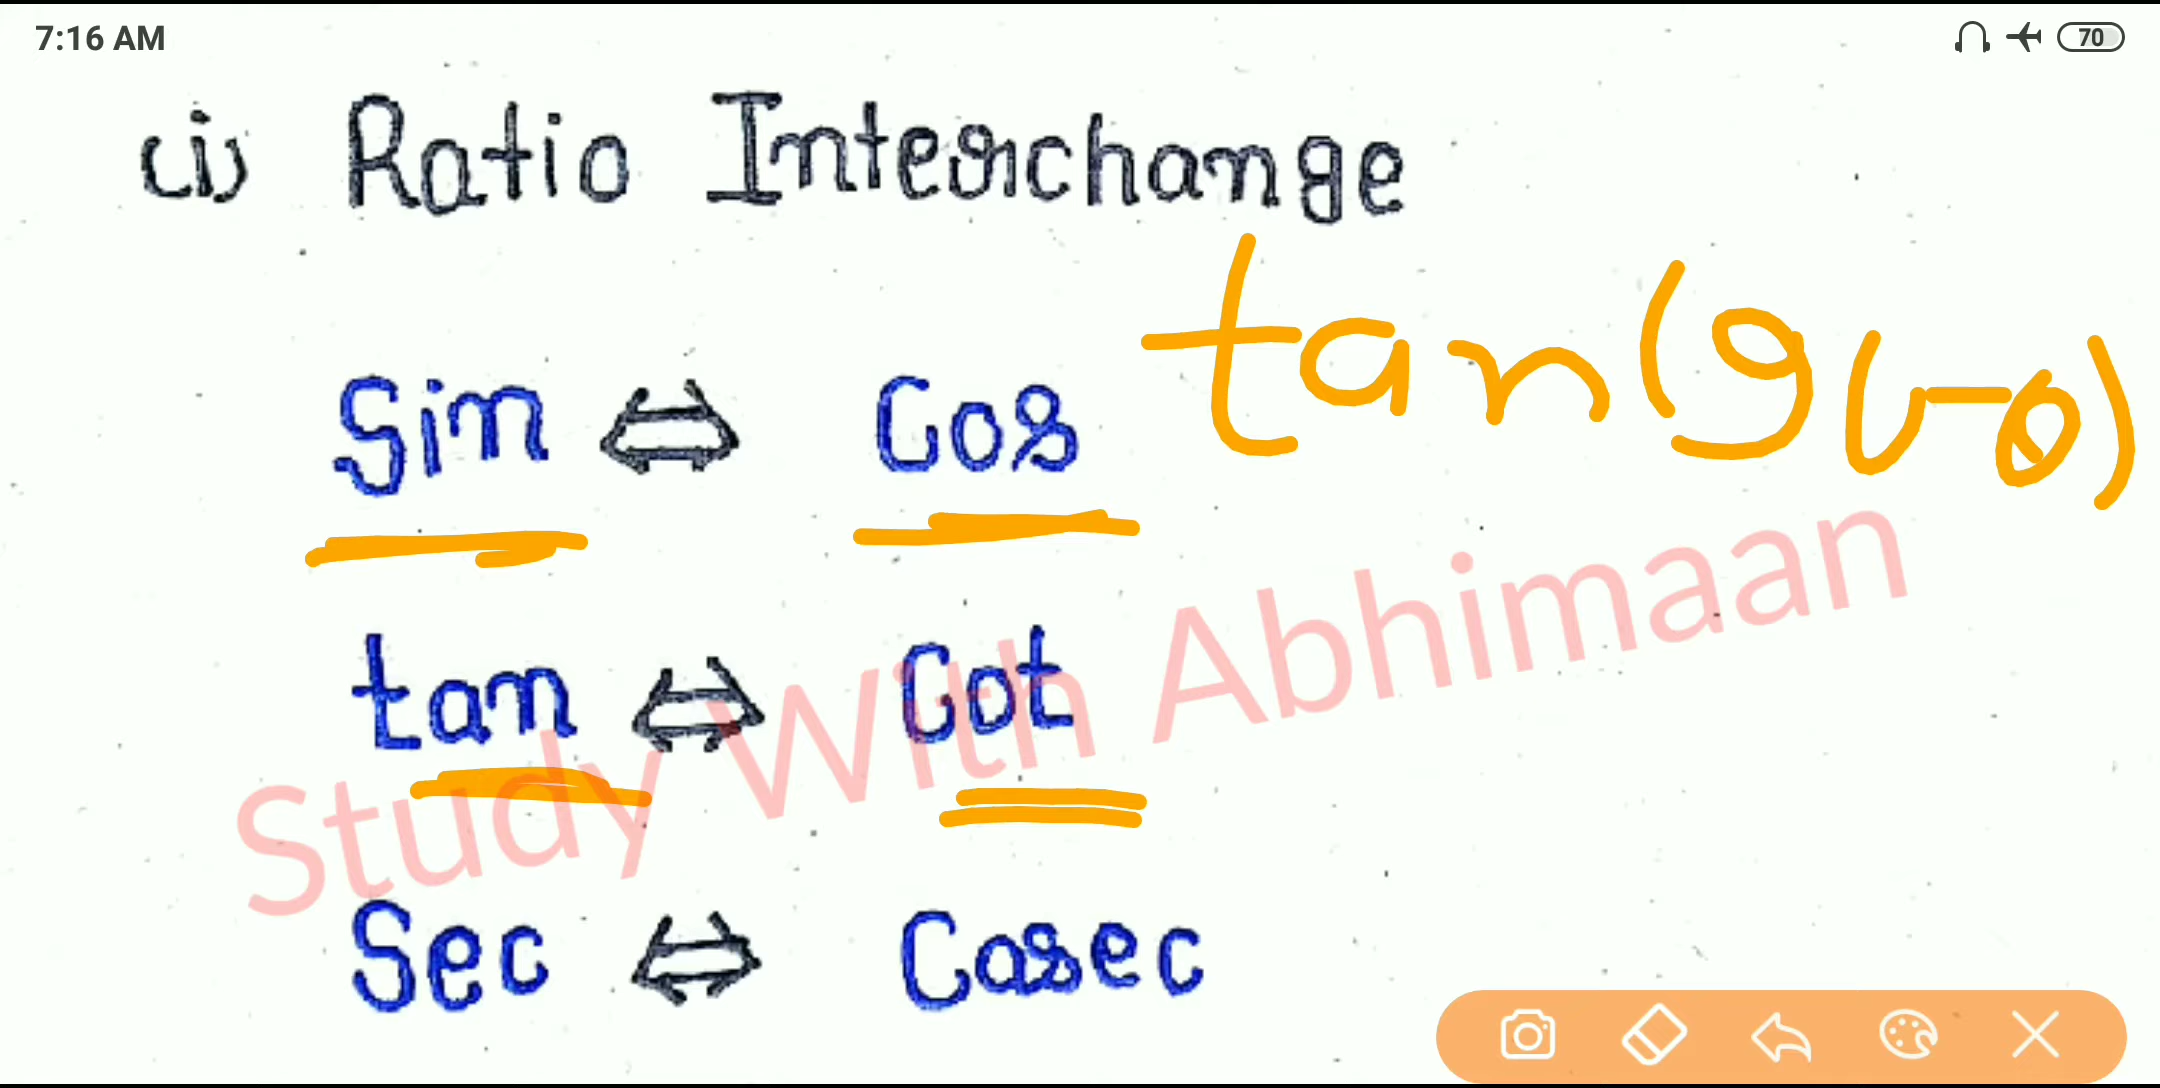 7:16 AM
70
(i) Ratio Interchange
tan(90-θ)
Sin ⇔ Cos
tan ⇔ Cot
Study With Abhimaan
Sec ⇔ Cosec